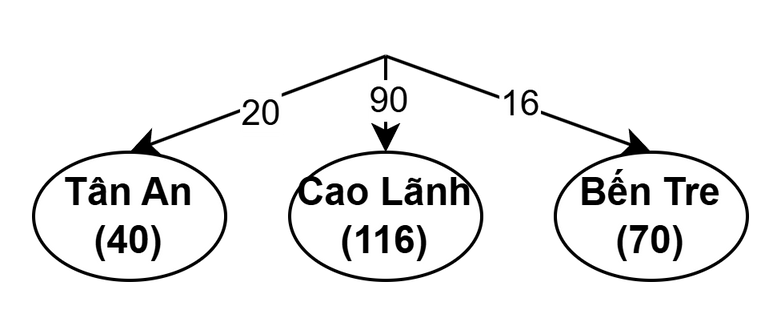 20
90
16
Tân An
(40)
Cao Lãnh
(116)
Bến Tre
(70)